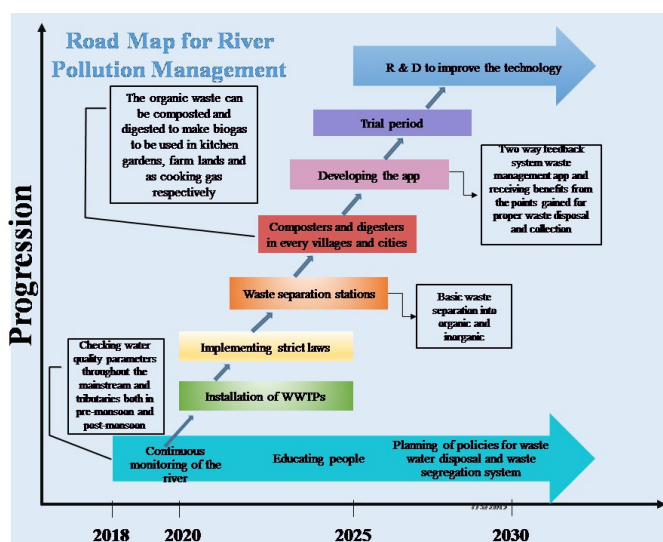 Road Map for River
Pollution Management
R & D to improve the technology
The organic waste can
be composted and
digested to make biogas
to be used in kitchen
gardens, farm lands and
as cooking gas
respectively
Trial period
Developing the app
Two way feedback
system waste
management app and
receiving benefits from
the points gained for
proper waste disposal
and collection
Composters and digesters
in every villages and cities
Progression
Waste separation stations
Basic waste
separation into
organic and
inorganic
Checking water
quality parameters
throughout the
mainstream and
tributaries both in
pre-monsoon and
post-monsoon
Implementing strict laws
Installation of WWTPs
Continuous
monitoring of the
river
Educating people
Planning of policies for waste
water disposal and waste
segregation system
2018
2020
2025
2030